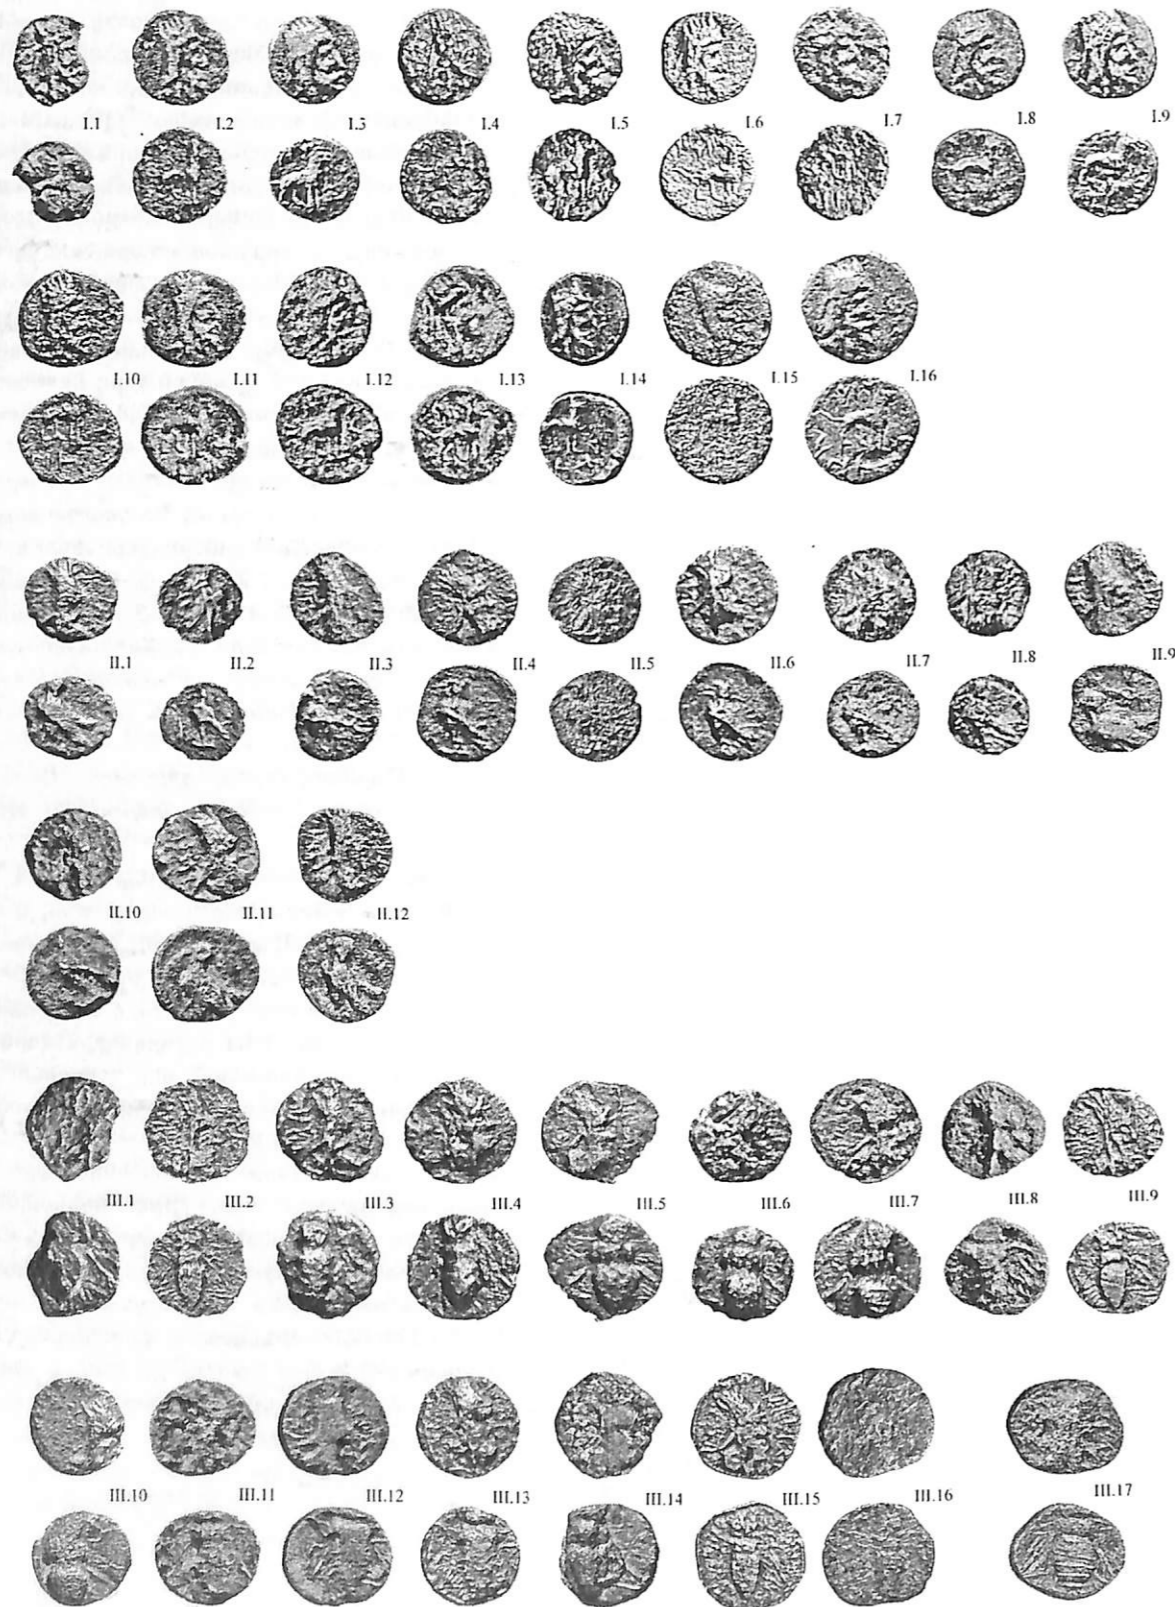 I.1 I.2 I.3 I.4 I.5 I.6 I.7 I.8 I.9
I.10 I.11 I.12 I.13 I.14 I.15 I.16
II.1 II.2 II.3 II.4 II.5 II.6 II.7 II.8 II.9
II.10 II.11 II.12
III.1 III.2 III.3 III.4 III.5 III.6 III.7 III.8 III.9
III.10 III.11 III.12 III.13 III.14 III.15 III.16 III.17